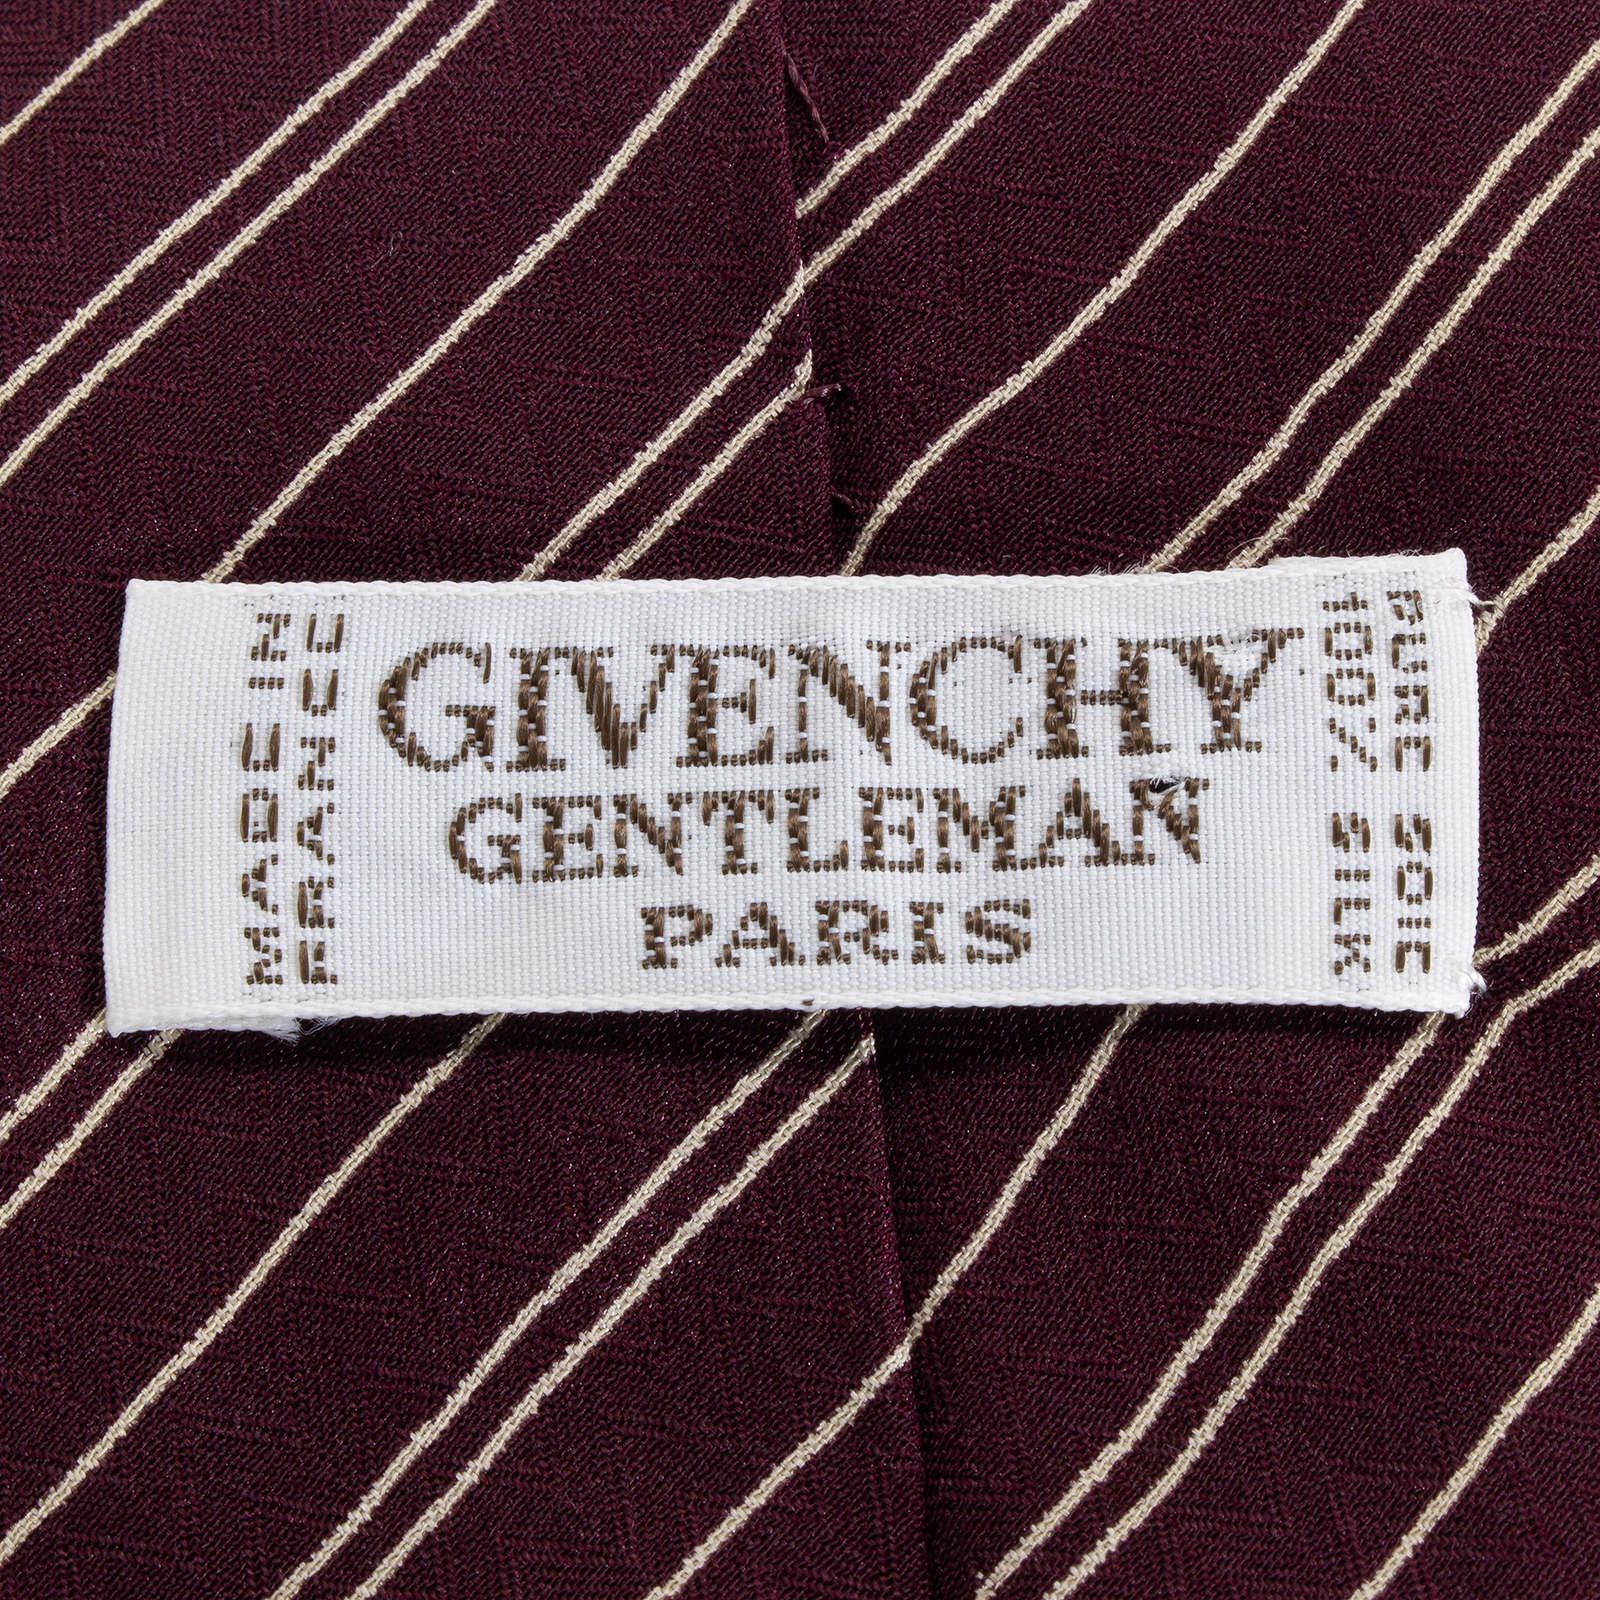 MADE IN
FRANCE
GIVENCHY
GENTLEMAN
PARIS
100% SILK
PURE SOIE